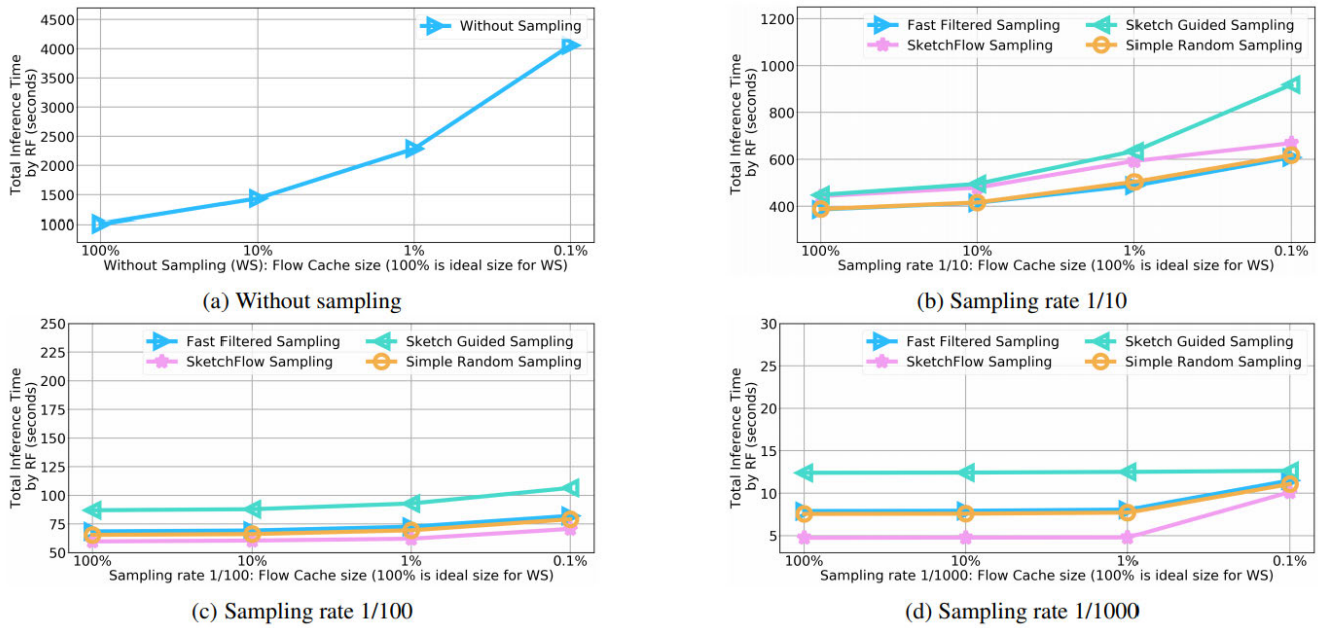 Total Inference Time
by RF (seconds)
4500
4000
3500
3000
2500
2000
1500
1000
Without Sampling
100%
10%
1%
0.1%
Without Sampling (WS): Flow Cache size (100% is ideal size for WS)
(a) Without sampling
Total Inference Time
by RF (seconds)
1200
1000
800
600
400
Fast Filtered Sampling
Sketch Guided Sampling
SketchFlow Sampling
Simple Random Sampling
100%
10%
1%
0.1%
Sampling rate 1/10: Flow Cache size (100% is ideal size for WS)
(b) Sampling rate 1/10
Total Inference Time
by RF (seconds)
250
225
200
175
150
125
100
75
50
Fast Filtered Sampling
Sketch Guided Sampling
SketchFlow Sampling
Simple Random Sampling
100%
10%
1%
0.1%
Sampling rate 1/100: Flow Cache size (100% is ideal size for WS)
(c) Sampling rate 1/100
Total Inference Time
by RF (seconds)
30
25
20
15
10
5
Fast Filtered Sampling
Sketch Guided Sampling
SketchFlow Sampling
Simple Random Sampling
100%
10%
1%
0.1%
Sampling rate 1/1000: Flow Cache size (100% is ideal size for WS)
(d) Sampling rate 1/1000